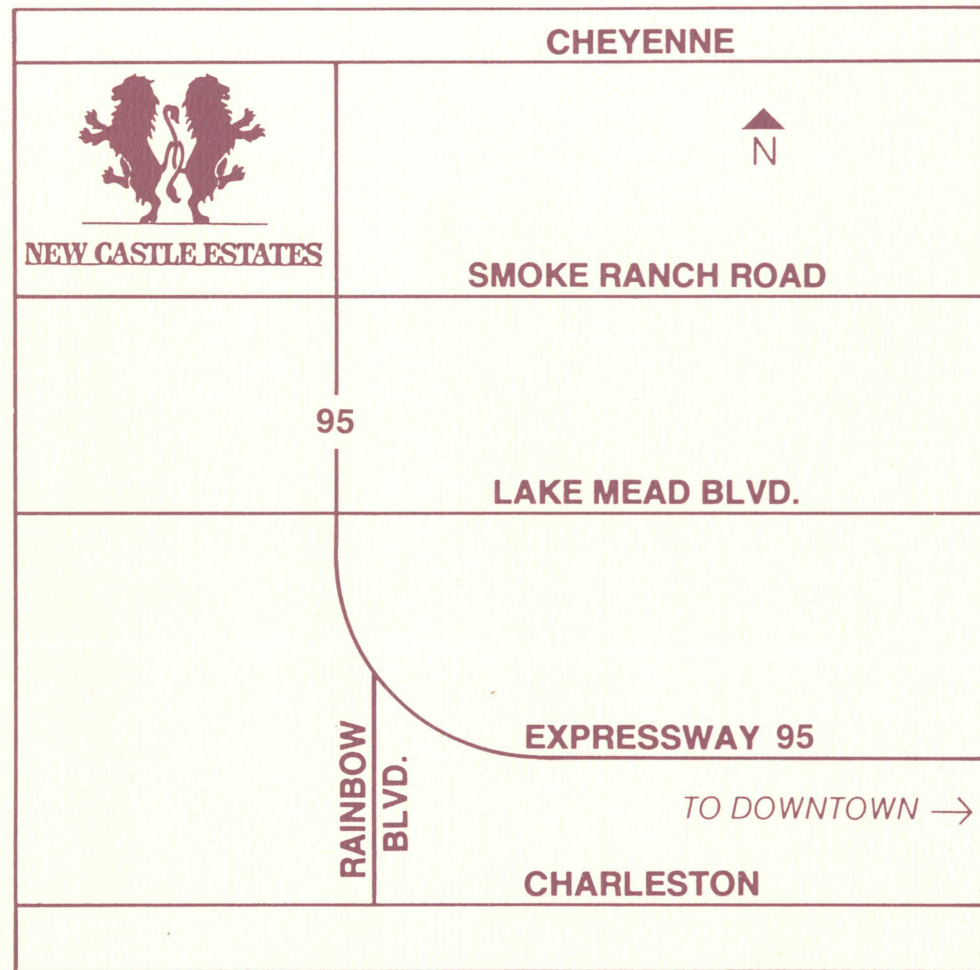 CHEYENNE
N
NEW CASTLE ESTATES
SMOKE RANCH ROAD
95
LAKE MEAD BLVD.
EXPRESSWAY 95
RAINBOW
BLVD.
TO DOWNTOWN →
CHARLESTON